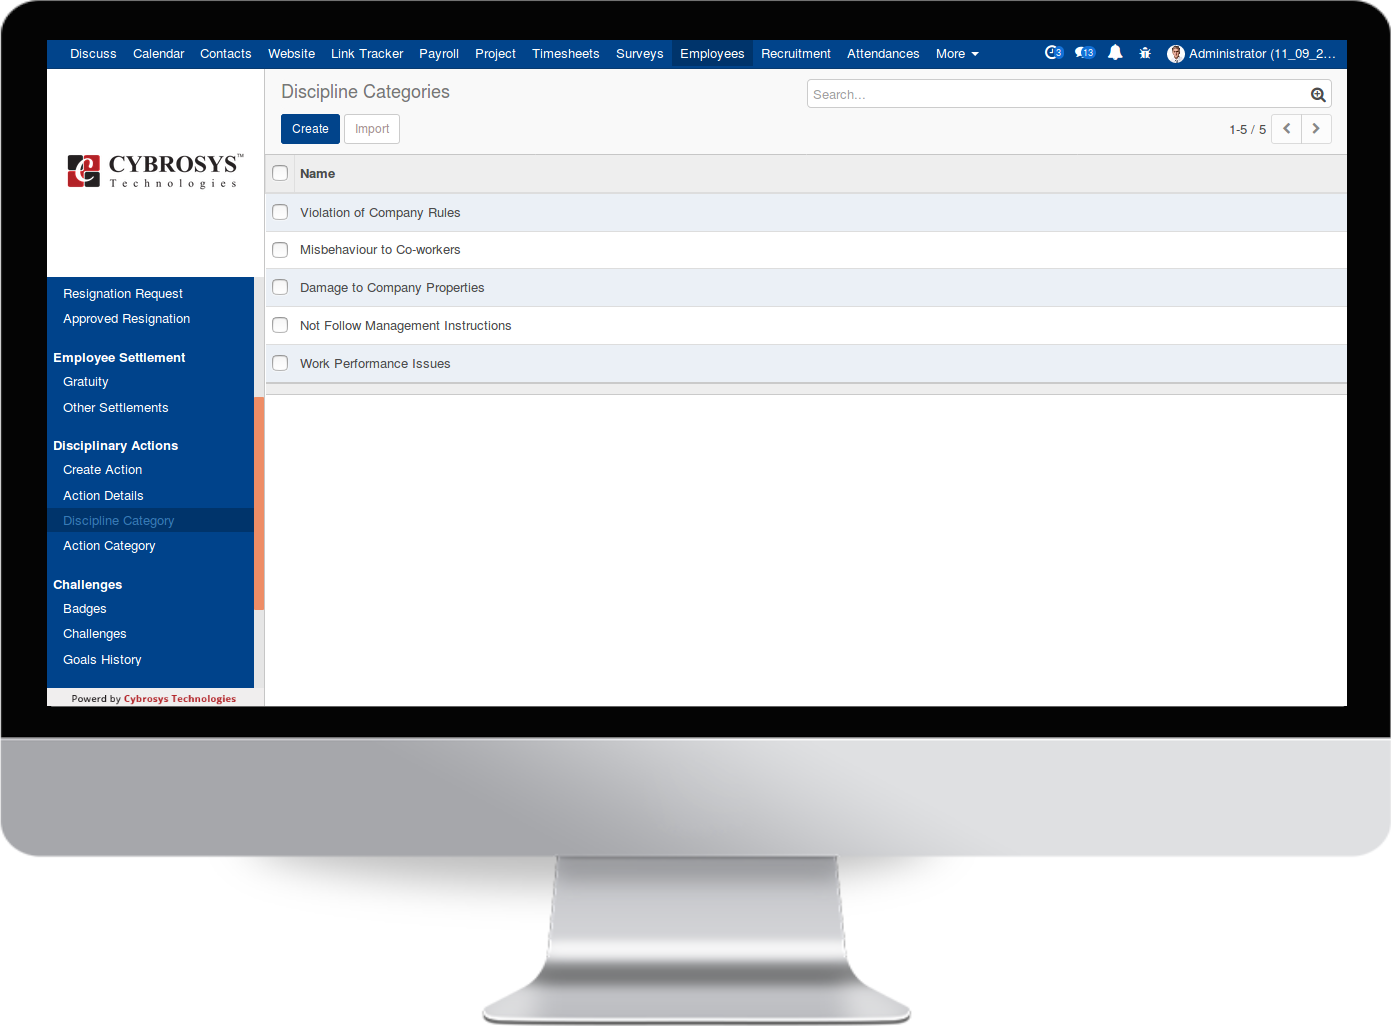 Discuss Calendar Contacts Website Link Tracker Payroll Project Timesheets Surveys Employees Recruitment Attendances More 3 13 Administrator (11_09_2...
CYBROSYS™
Technologies
Discipline Categories
Search...
Create Import
1-5 / 5
Name
Violation of Company Rules
Misbehaviour to Co-workers
Damage to Company Properties
Not Follow Management Instructions
Work Performance Issues
Resignation Request
Approved Resignation
Employee Settlement
Gratuity
Other Settlements
Disciplinary Actions
Create Action
Action Details
Discipline Category
Action Category
Challenges
Badges
Challenges
Goals History
Powerd by Cybrosys Technologies